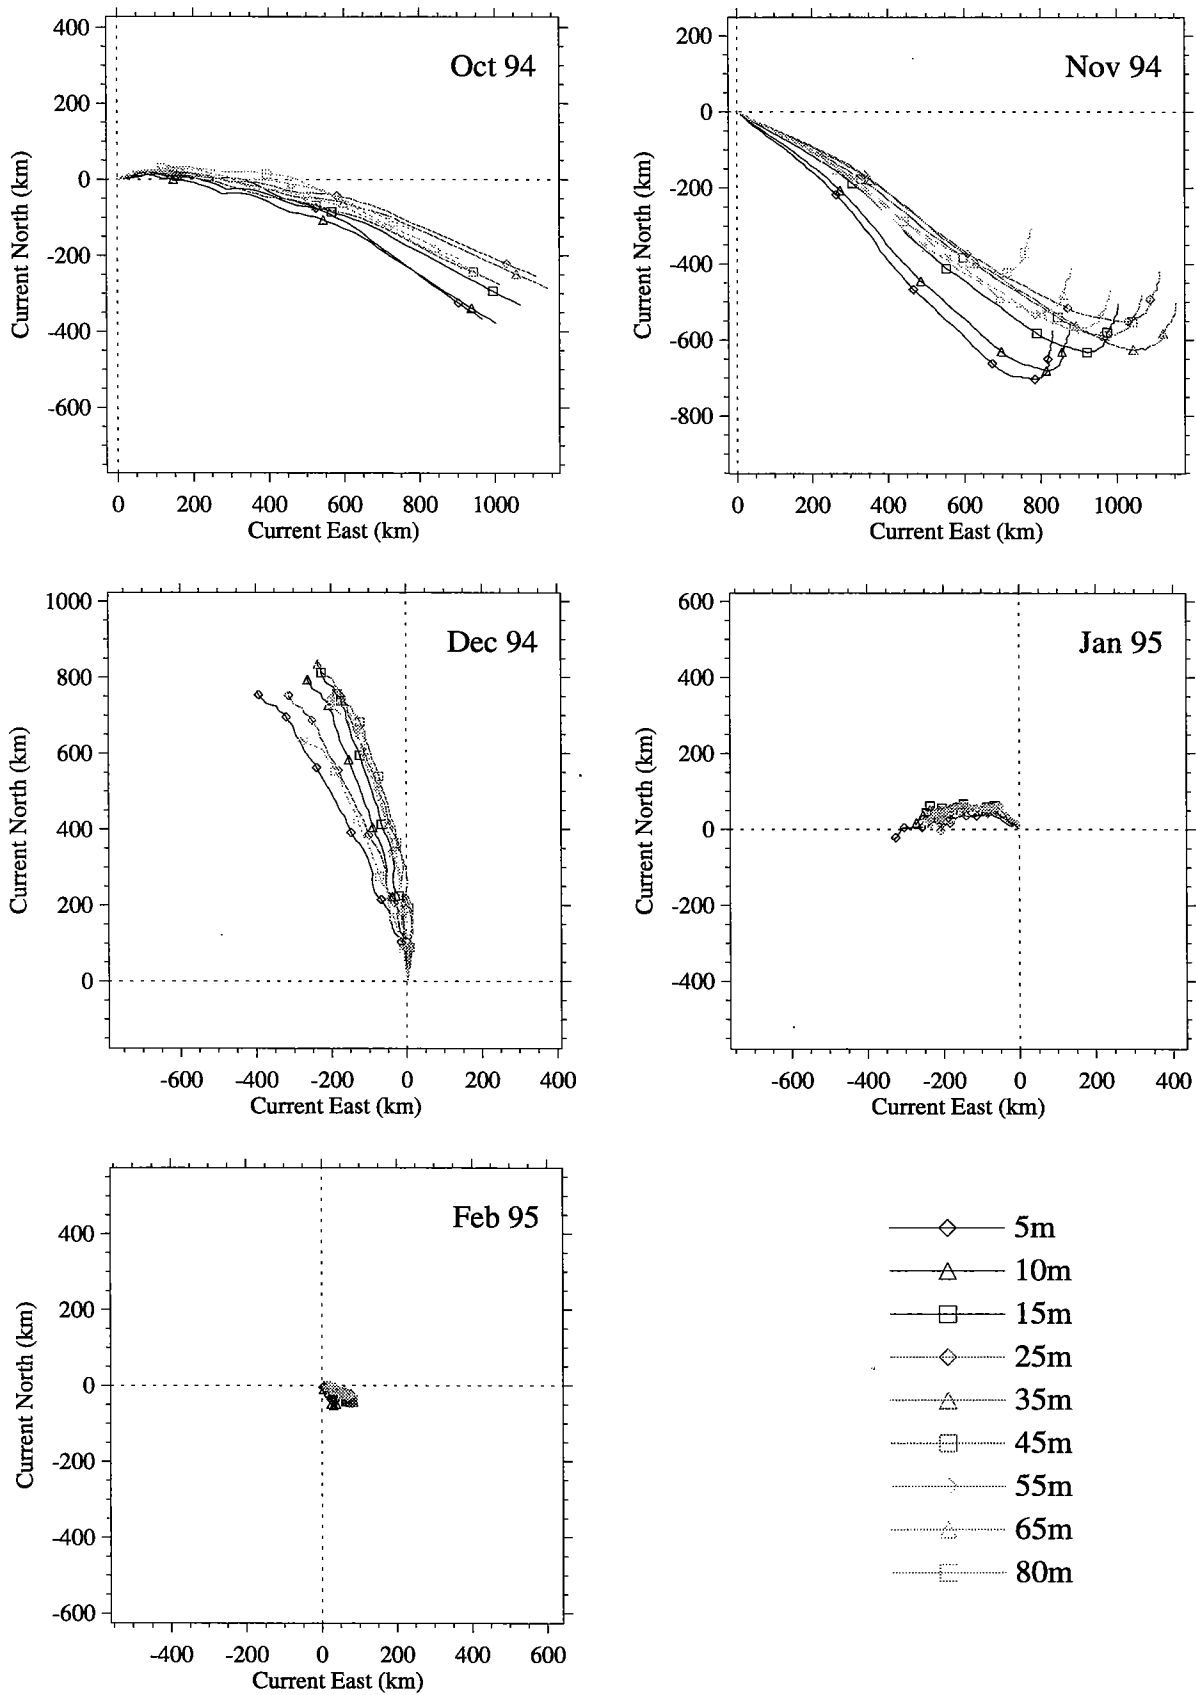 Oct 94
400
200
0
-200
-400
-600
Current North (km)
0 200 400 600 800 1000
Current East (km)
Nov 94
200
0
-200
-400
-600
-800
Current North (km)
0 200 400 600 800 1000
Current East (km)
Dec 94
1000
800
600
400
200
0
Current North (km)
-600 -400 -200 0 200 400
Current East (km)
Jan 95
600
400
200
0
-200
-400
Current North (km)
-600 -400 -200 0 200 400
Current East (km)
Feb 95
400
200
0
-200
-400
-600
Current North (km)
-400 -200 0 200 400 600
Current East (km)
5m
10m
15m
25m
35m
45m
55m
65m
80m